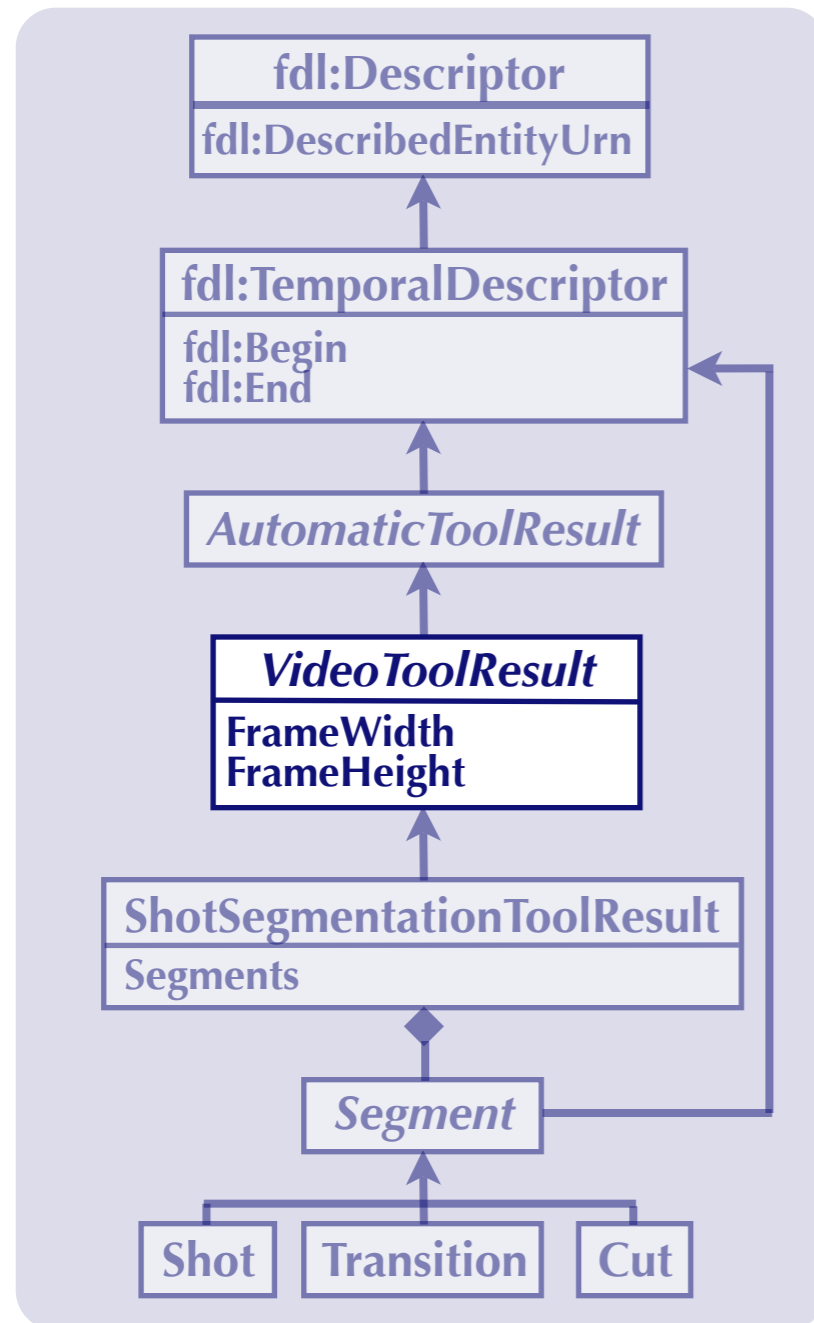 fdl:Descriptor
fdl:DescribedEntityUrn
fdl:TemporalDescriptor
fdl:Begin
fdl:End
AutomaticToolResult
VideoToolResult
FrameWidth
FrameHeight
ShotSegmentationToolResult
Segments
Segment
Shot
Transition
Cut